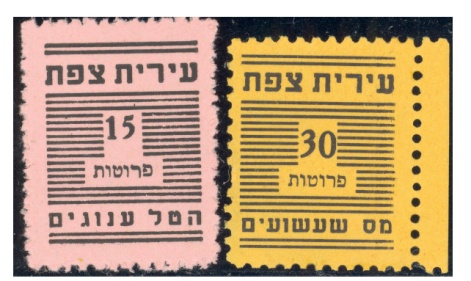 עירית צפת
15
פרוטות
הטל ענוגים
עירית צפת
30
פרוטות
מס שעשועים